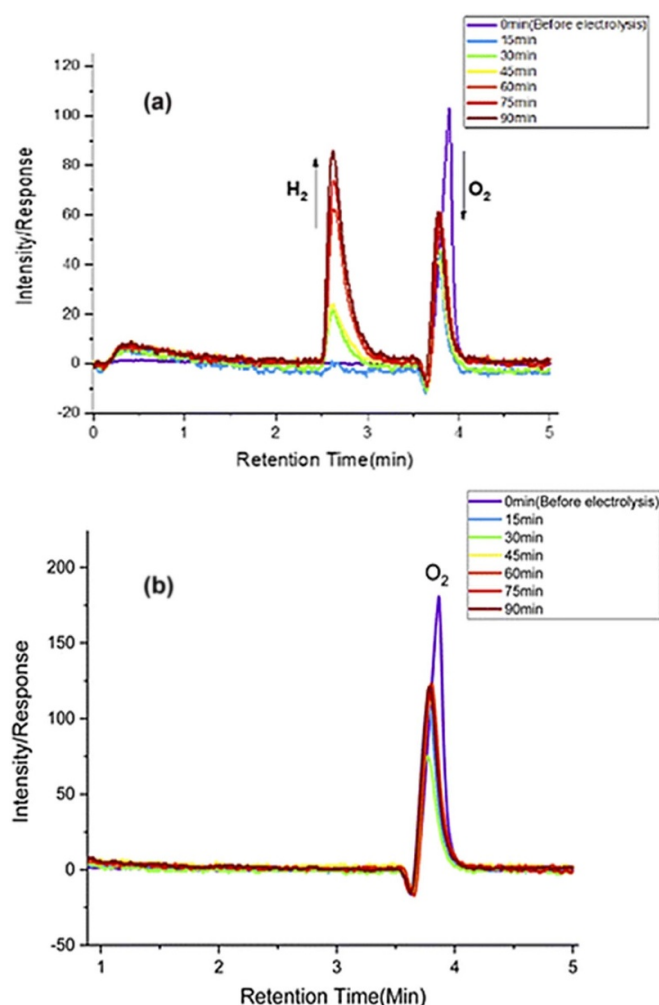 0min(Before electrolysis)
15min
30min
45min
60min
75min
90min
(a)
H2
O2
120
100
80
60
40
20
0
-20
Intensity/Response
0
1
2
3
4
5
Retention Time(min)
0min(Before electrolysis)
15min
30min
45min
60min
75min
90min
(b)
O2
200
150
100
50
0
-50
Intensity/Response
1
2
3
4
5
Retention Time(Min)